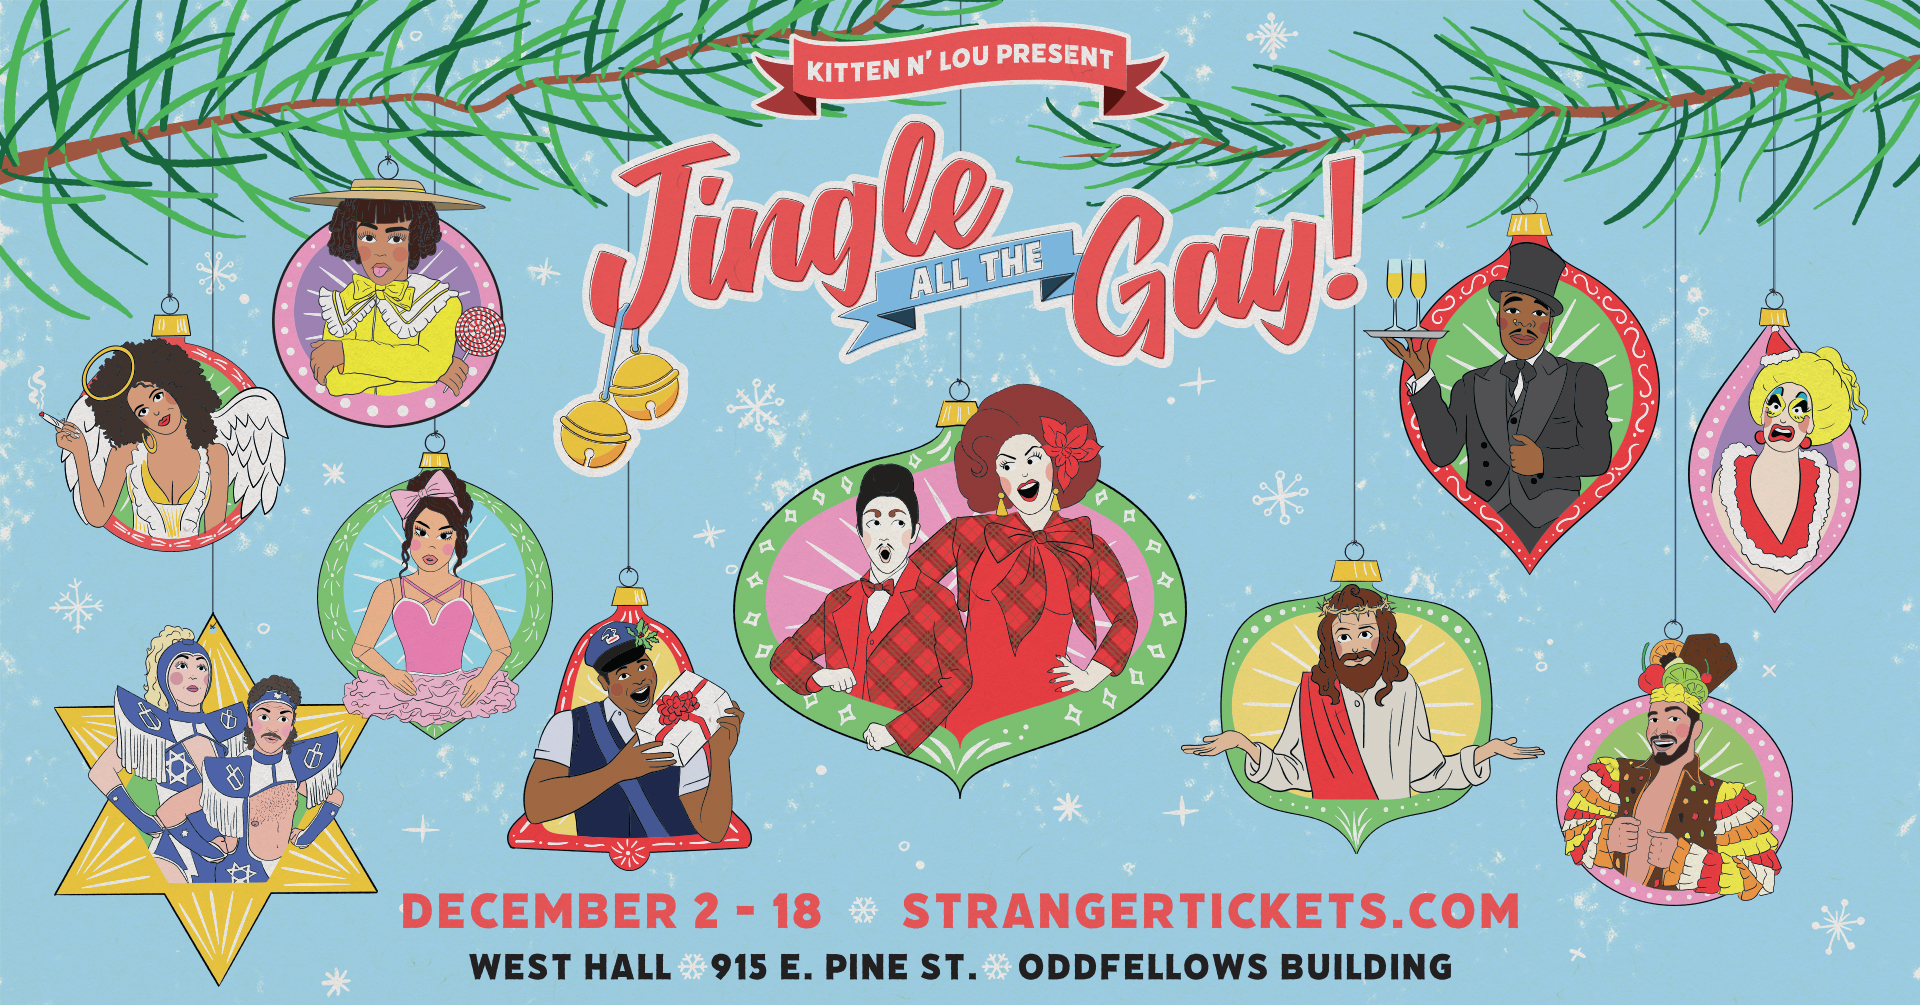 KITTEN N' LOU PRESENT
Jingle
ALL THE
Gay!
DECEMBER 2 - 18 STRANGERTICKETS.COM
WEST HALL 915 E. PINE ST. ODDFELLOWS BUILDING